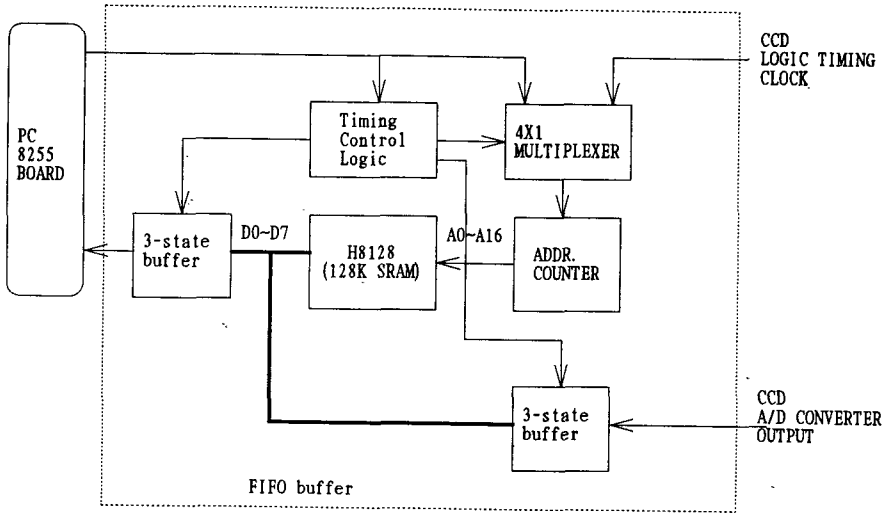 CCD
LOGIC TIMING
CLOCK
PC
8255
BOARD
Timing
Control
Logic
4X1
MULTIPLEXER
3-state
buffer
D0~D7
H8128
(128K SRAM)
A0~A16
ADDR.
COUNTER
3-state
buffer
CCD
A/D CONVERTER
OUTPUT
FIFO buffer